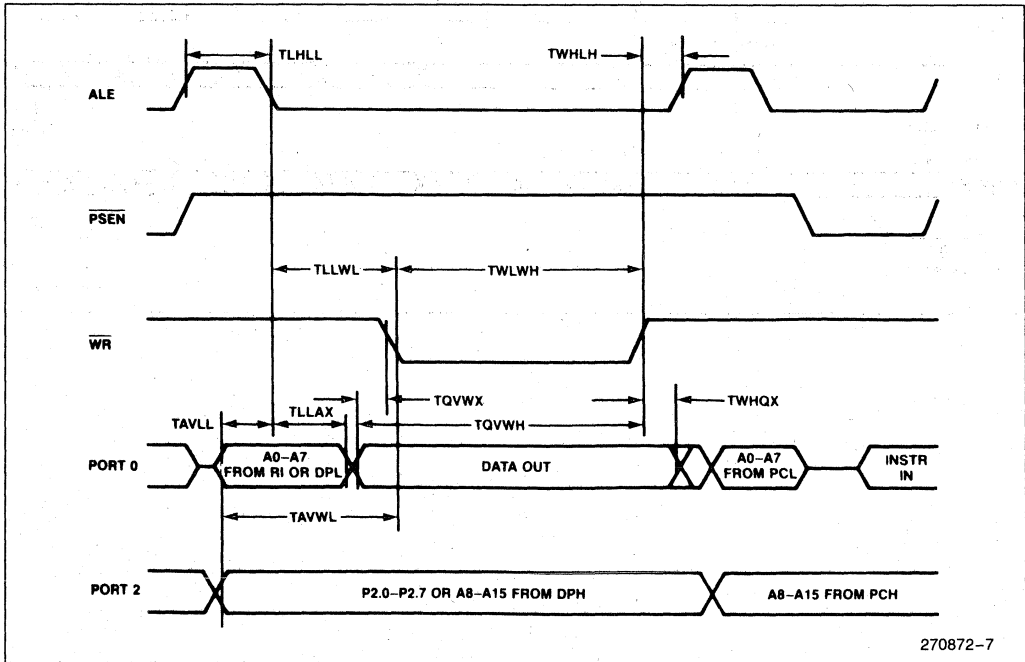 TLHLL
TWHLH
ALE
PSEN
TLLWL
TWLWH
WR
TQVWX
TWHQX
TAVLL
TLLAX
TQVWH
PORT 0
A0–A7
FROM RI OR DPL
DATA OUT
A0–A7
FROM PCL
INSTR
IN
TAVWL
PORT 2
P2.0–P2.7 OR A8–A15 FROM DPH
A8–A15 FROM PCH
270872–7